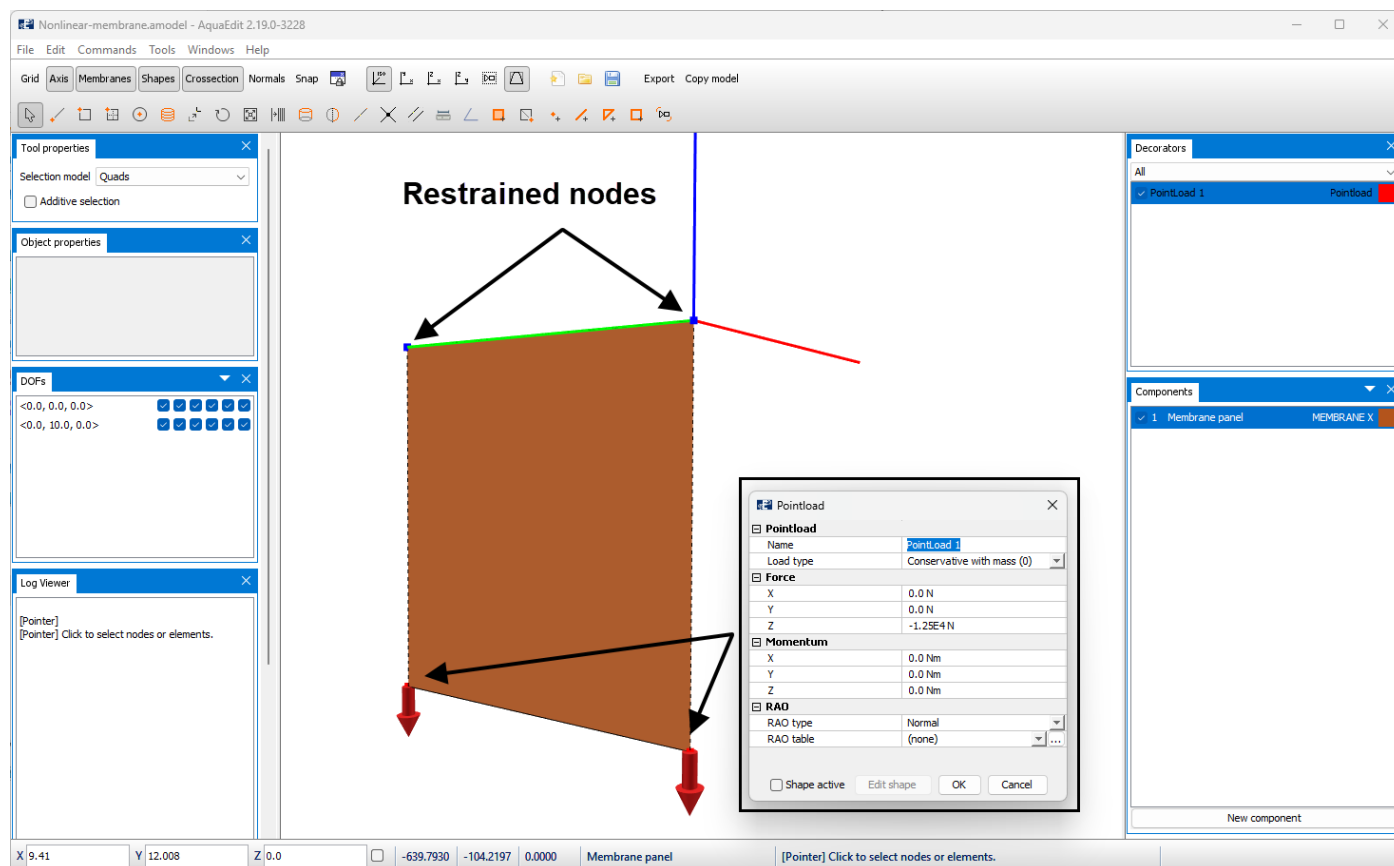 Nonlinear-membrane.amodel - AquaEdit 2.19.0-3228
File Edit Commands Tools Windows Help
Grid Axis Membranes Shapes Crossection Normals Snap Export Copy model
Tool properties
Selection model Quads
Additive selection
Object properties
DOFs
<0.0, 0.0, 0.0>
<0.0, 10.0, 0.0>
Log Viewer
[Pointer]
[Pointer] Click to select nodes or elements.
Restrained nodes
Pointload
Pointload
Name PointLoad 1
Load type Conservative with mass (0)
Force
X 0.0 N
Y 0.0 N
Z -1.25E4 N
Momentum
X 0.0 Nm
Y 0.0 Nm
Z 0.0 Nm
RAO
RAO type Normal
RAO table (none) ...
Shape active Edit shape OK Cancel
Decorators
All
PointLoad 1 Pointload
Components
1 Membrane panel MEMBRANE X
New component
X 9.41 Y 12.008 Z 0.0 -639.7930 -104.2197 0.0000 Membrane panel [Pointer] Click to select nodes or elements.